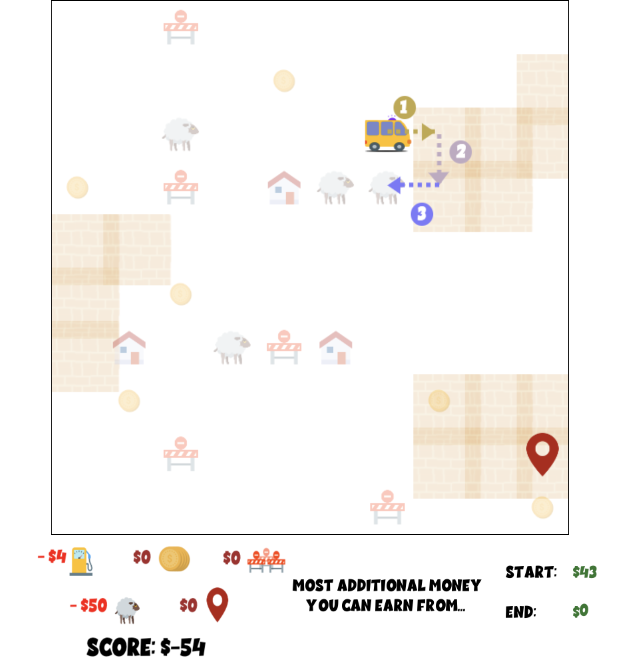 1
2
3
- $4
$0
$0
- $50
$0
SCORE: $-54
MOST ADDITIONAL MONEY
YOU CAN EARN FROM...
START: $43
END: $0